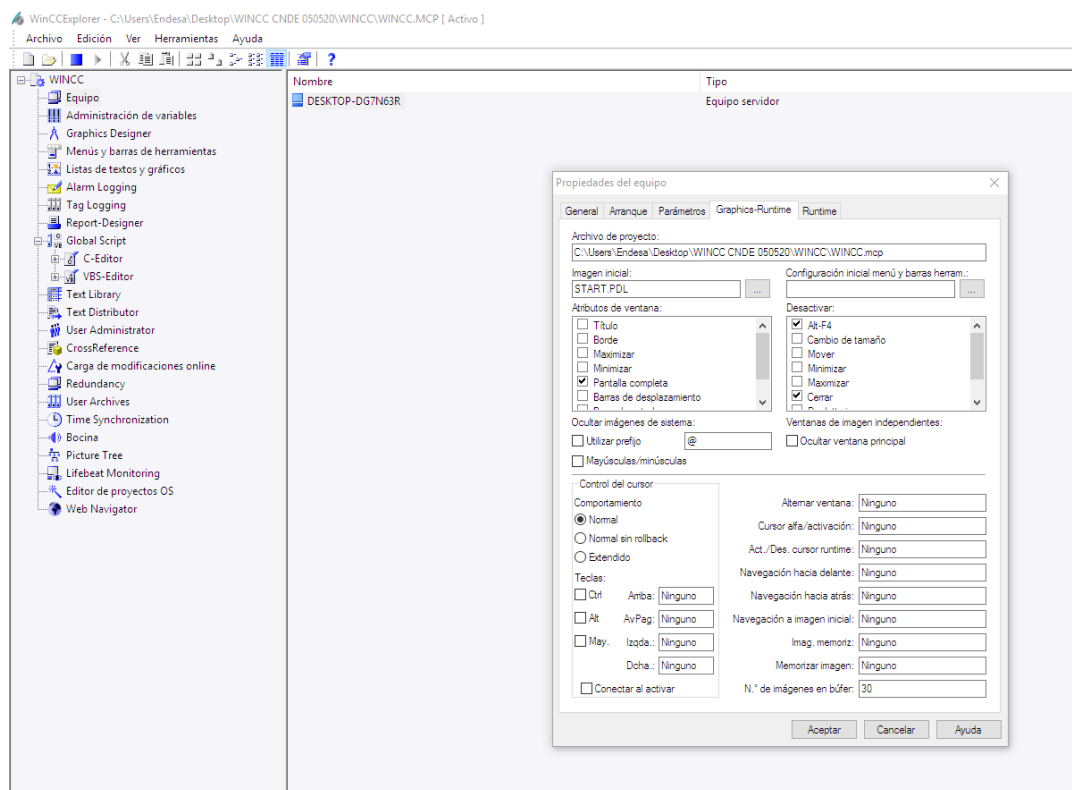 WinCCExplorer - C:\Users\Endesa\Desktop\WINCC CNDE 050520\WINCC\WINCC.MCP [ Activo ]
Archivo Edición Ver Herramientas Ayuda
WINCC
Equipo
Administración de variables
Graphics Designer
Menús y barras de herramientas
Listas de textos y gráficos
Alarm Logging
Tag Logging
Report-Designer
Global Script
C-Editor
VBS-Editor
Text Library
Text Distributor
User Administrator
CrossReference
Carga de modificaciones online
Redundancy
User Archives
Time Synchronization
Bocina
Picture Tree
Lifebeat Monitoring
Editor de proyectos OS
Web Navigator
Nombre Tipo
DESKTOP-DG7N63R Equipo servidor
Propiedades del equipo
General Arranque Parámetros Graphics-Runtime Runtime
Archivo de proyecto:
C:\Users\Endesa\Desktop\WINCC CNDE 050520\WINCC\WINCC.mcp
Imagen inicial: Configuración inicial menú y barras herram.:
START.PDL ... ...
Atributos de ventana: Desactivar:
Título Alt-F4
Borde Cambio de tamaño
Maximizar Mover
Minimizar Minimizar
Pantalla completa Maximizar
Barras de desplazamiento Cerrar
Ocultar imágenes de sistema: Ventanas de imagen independientes:
Utilizar prefijo @ Ocultar ventana principal
Mayúsculas/minúsculas
Control del cursor
Comportamiento Alternar ventana: Ninguno
Normal Cursor alfa/activación: Ninguno
Normal sin rollback Act./Des. cursor runtime: Ninguno
Extendido Navegación hacia delante: Ninguno
Teclas:
Ctrl Arriba: Ninguno Navegación hacia atrás: Ninguno
Alt AvPag: Ninguno Navegación a imagen inicial: Ninguno
May. Izqda.: Ninguno Imag. memoriz: Ninguno
Dcha.: Ninguno Memorizar imagen: Ninguno
Conectar al activar N.° de imágenes en búfer: 30
Aceptar Cancelar Ayuda